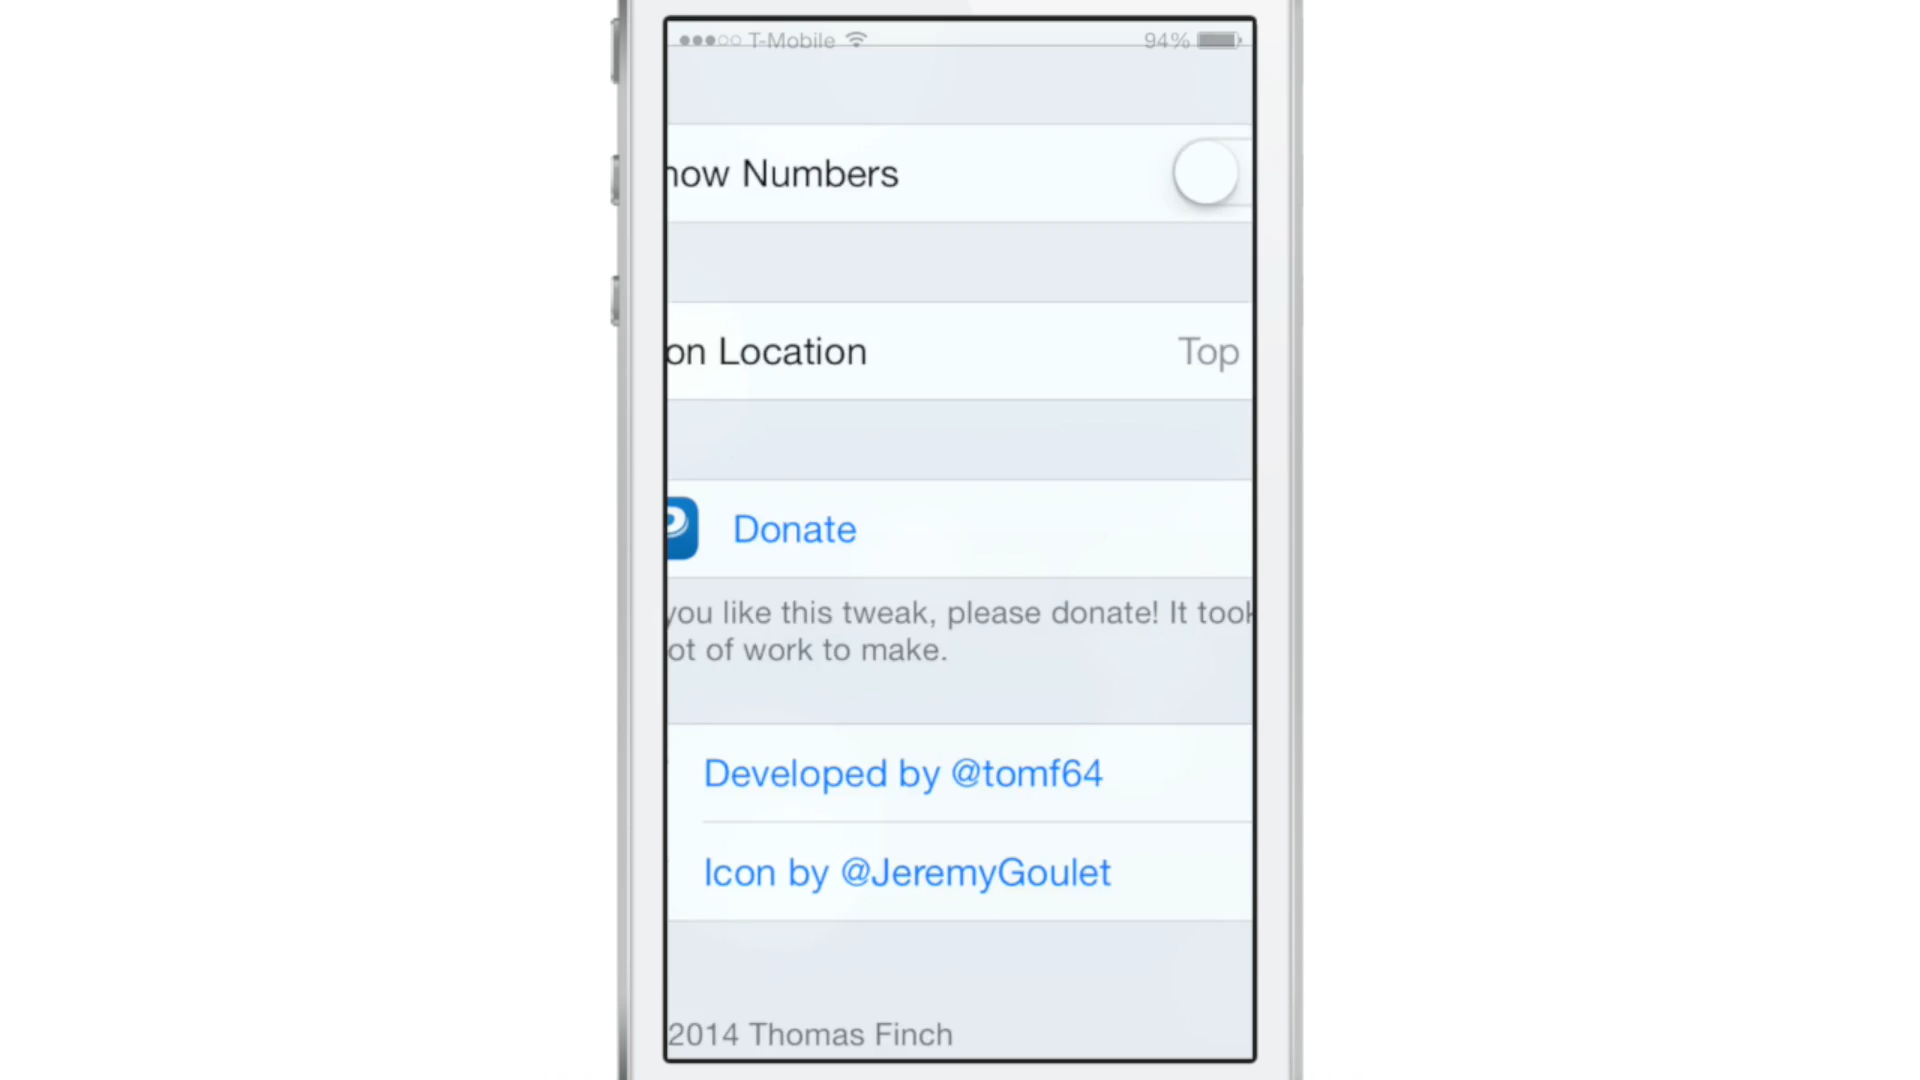 T-Mobile 94%
how Numbers
on Location Top
Donate
you like this tweak, please donate! It took
ot of work to make.
Developed by @tomf64
Icon by @JeremyGoulet
2014 Thomas Finch